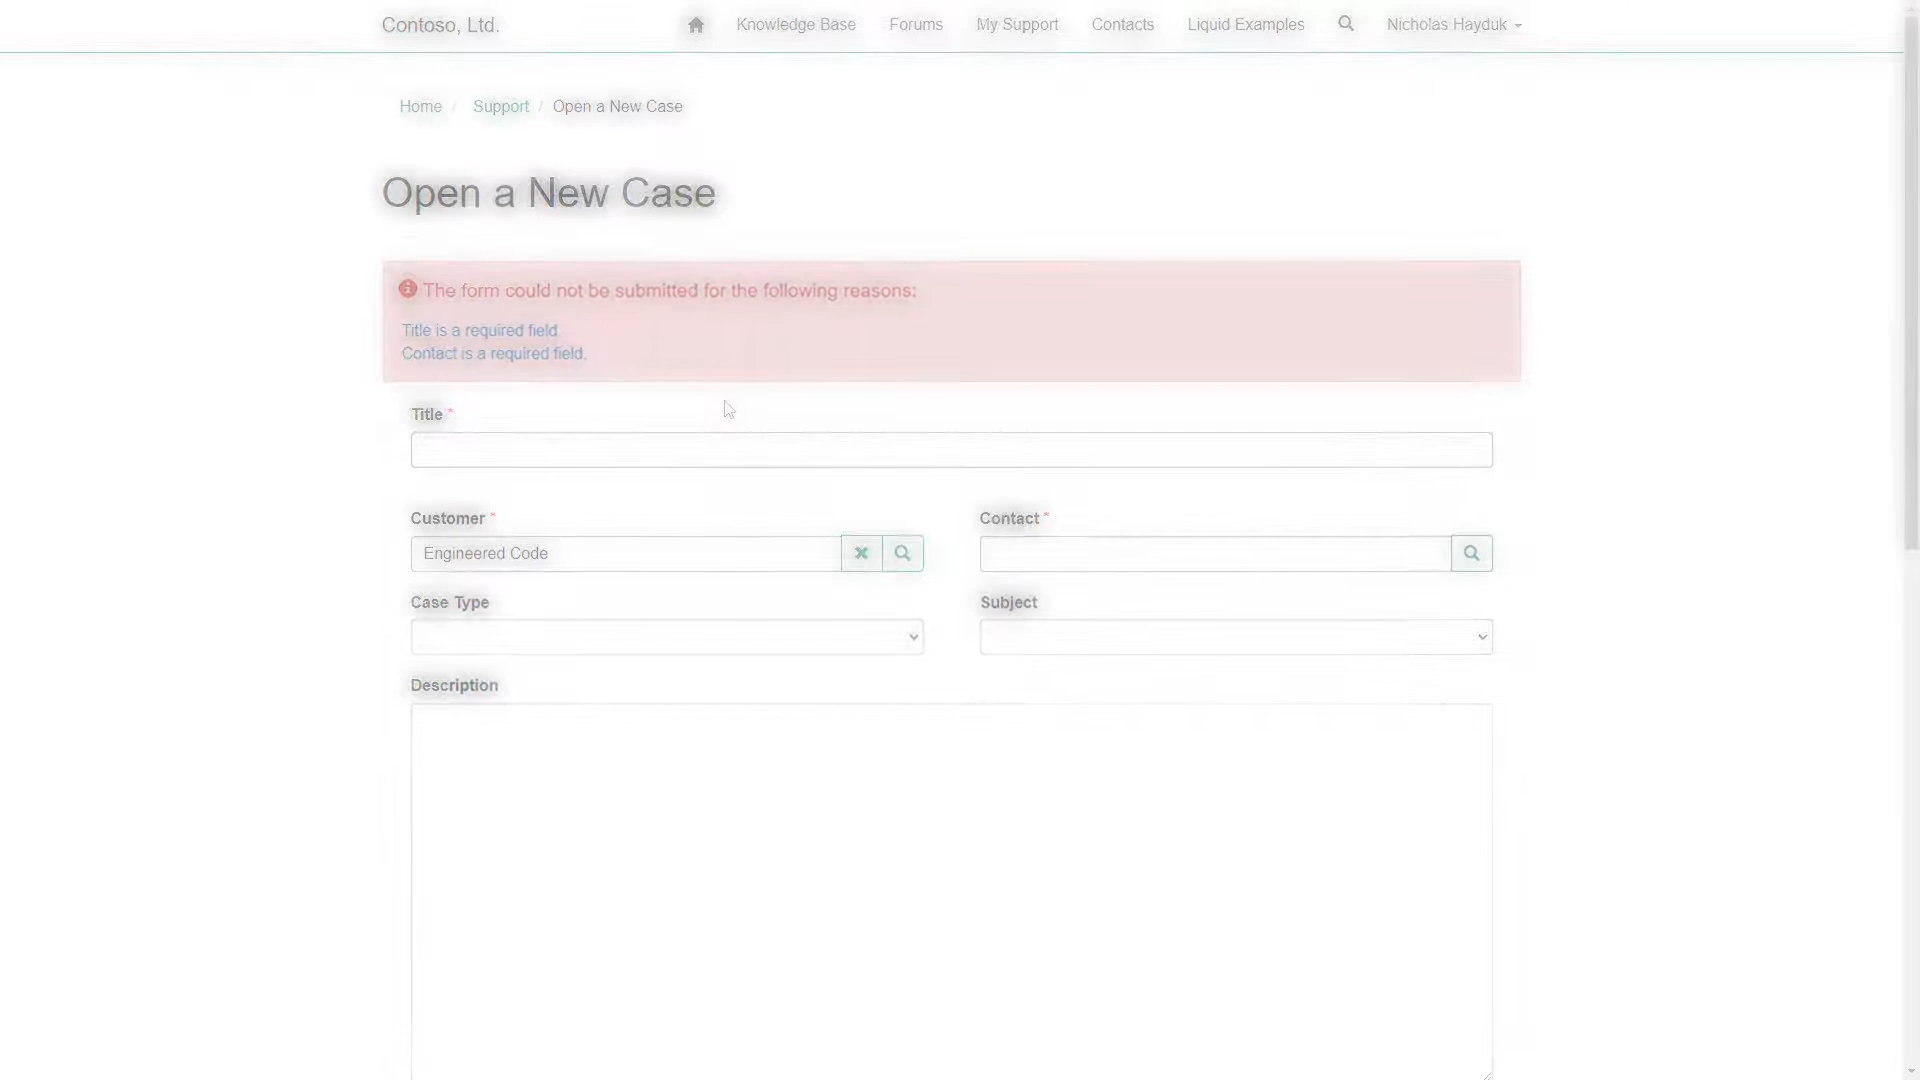 Contoso, Ltd.
Knowledge Base
Forums
My Support
Contacts
Liquid Examples
Nicholas Hayduk
Home / Support / Open a New Case
Open a New Case
The form could not be submitted for the following reasons:
Title is a required field.
Contact is a required field.
Title *
Customer *
Contact *
Engineered Code
Case Type
Subject
Description